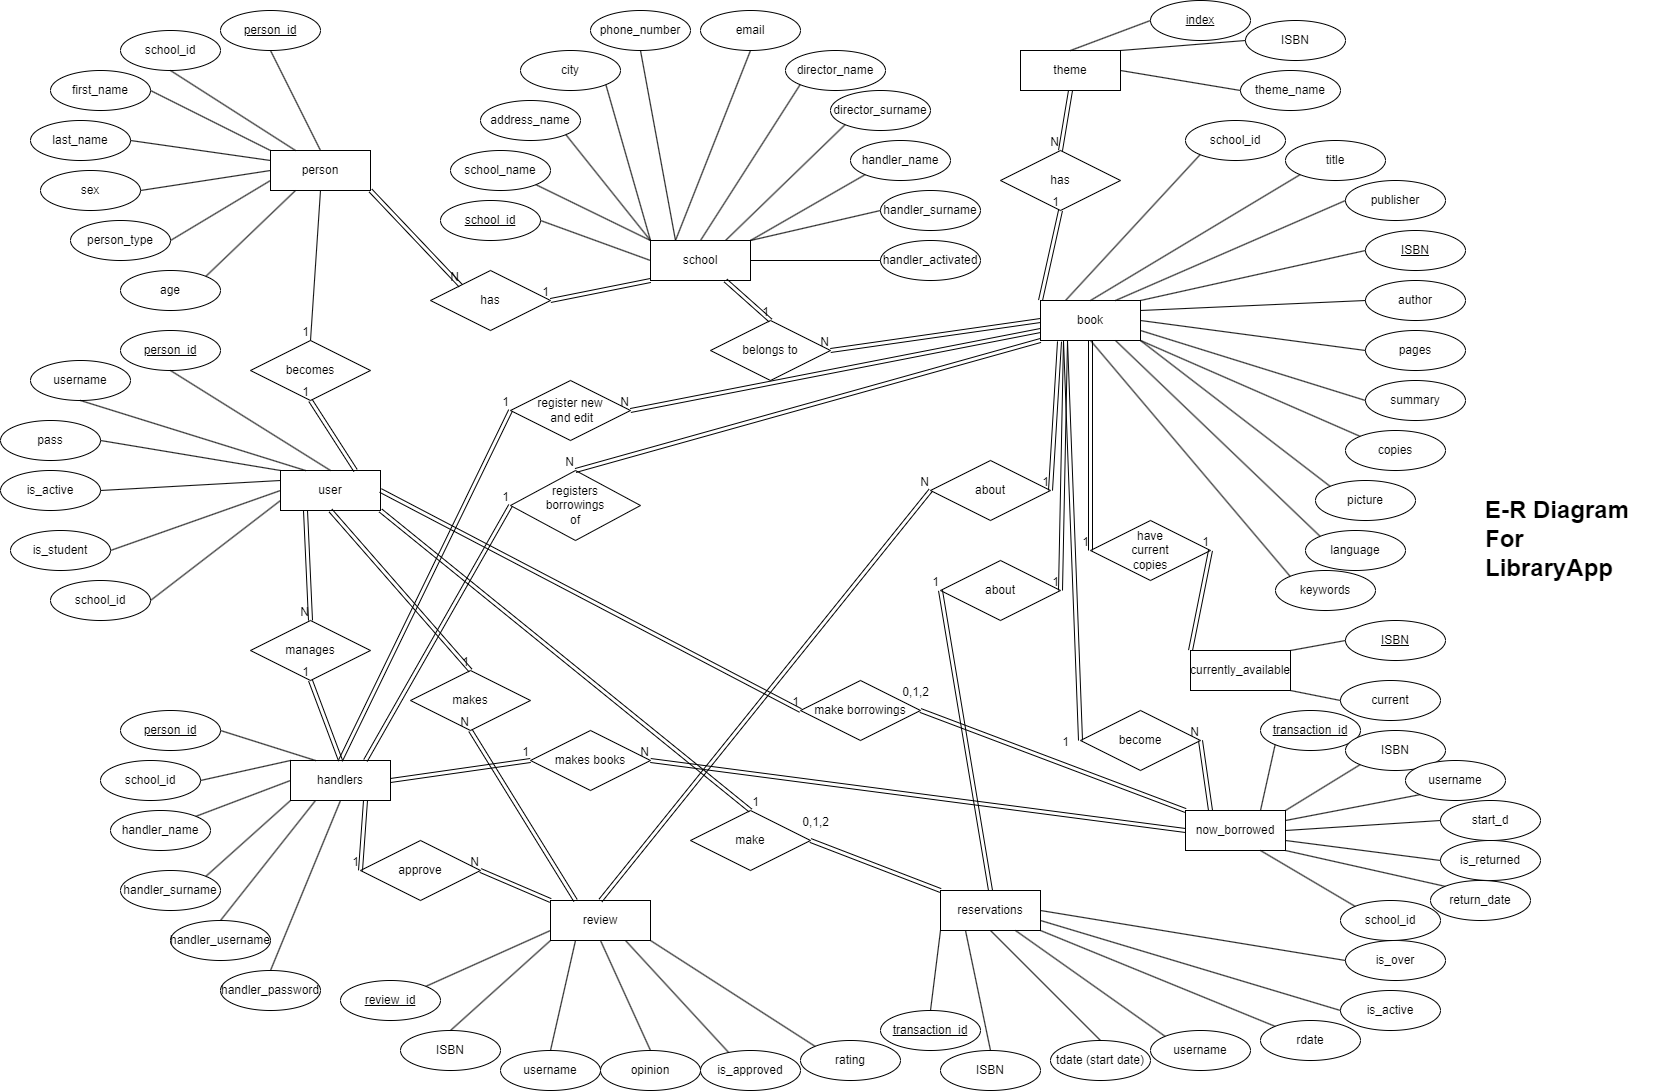 index
person_id
phone_number
email
ISBN
school_id
city
director_name
theme
first_name
theme_name
address_name
director_surname
last_name
school_id
N
title
handler_name
person
school_name
has
sex
publisher
1
handler_surname
school_id
person_type
ISBN
school
handler_activated
N
age
1
has
author
1
book
1
N
person_id
belongs to
pages
becomes
username
1
1
N
register new
and edit
summary
pass
copies
N
N
1
about
1
user
is_active
1
registers
borrowings
of
picture
E-R Diagram
For
LibraryApp
1
have
current
copies
1
is_student
language
1
about
1
school_id
keywords
N
manages
ISBN
1
1
currently_available
0,1,2
makes
1
make borrowings
current
N
person_id
transaction_id
N
1
become
ISBN
1
N
makes books
school_id
handlers
username
1
start_d
0,1,2
handler_name
now_borrowed
make
is_returned
1
N
approve
handler_surname
return_date
review
reservations
school_id
handler_username
is_over
handler_password
review_id
is_active
transaction_id
rdate
ISBN
username
rating
tdate (start date)
username
opinion
is_approved
ISBN